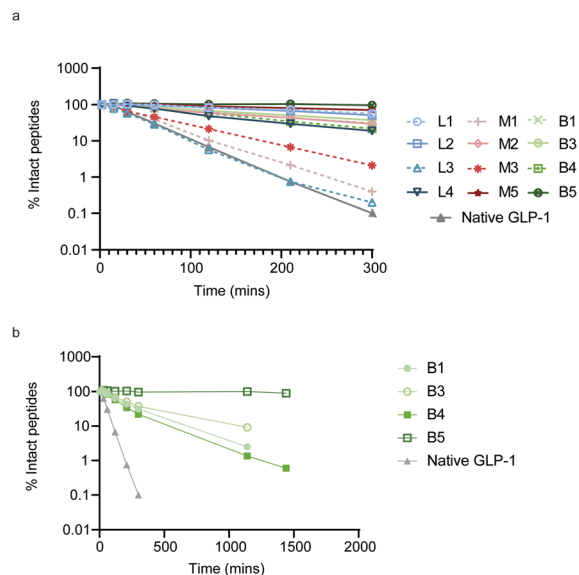 a
1000
100
10
1
0.1
0.01
% Intact peptides
0
100
200
300
Time (mins)
L1 M1 B1
L2 M2 B3
L3 M3 B4
L4 M5 B5
Native GLP-1
b
1000
100
10
1
0.1
0.01
% Intact peptides
0
500
1000
1500
2000
Time (mins)
B1
B3
B4
B5
Native GLP-1